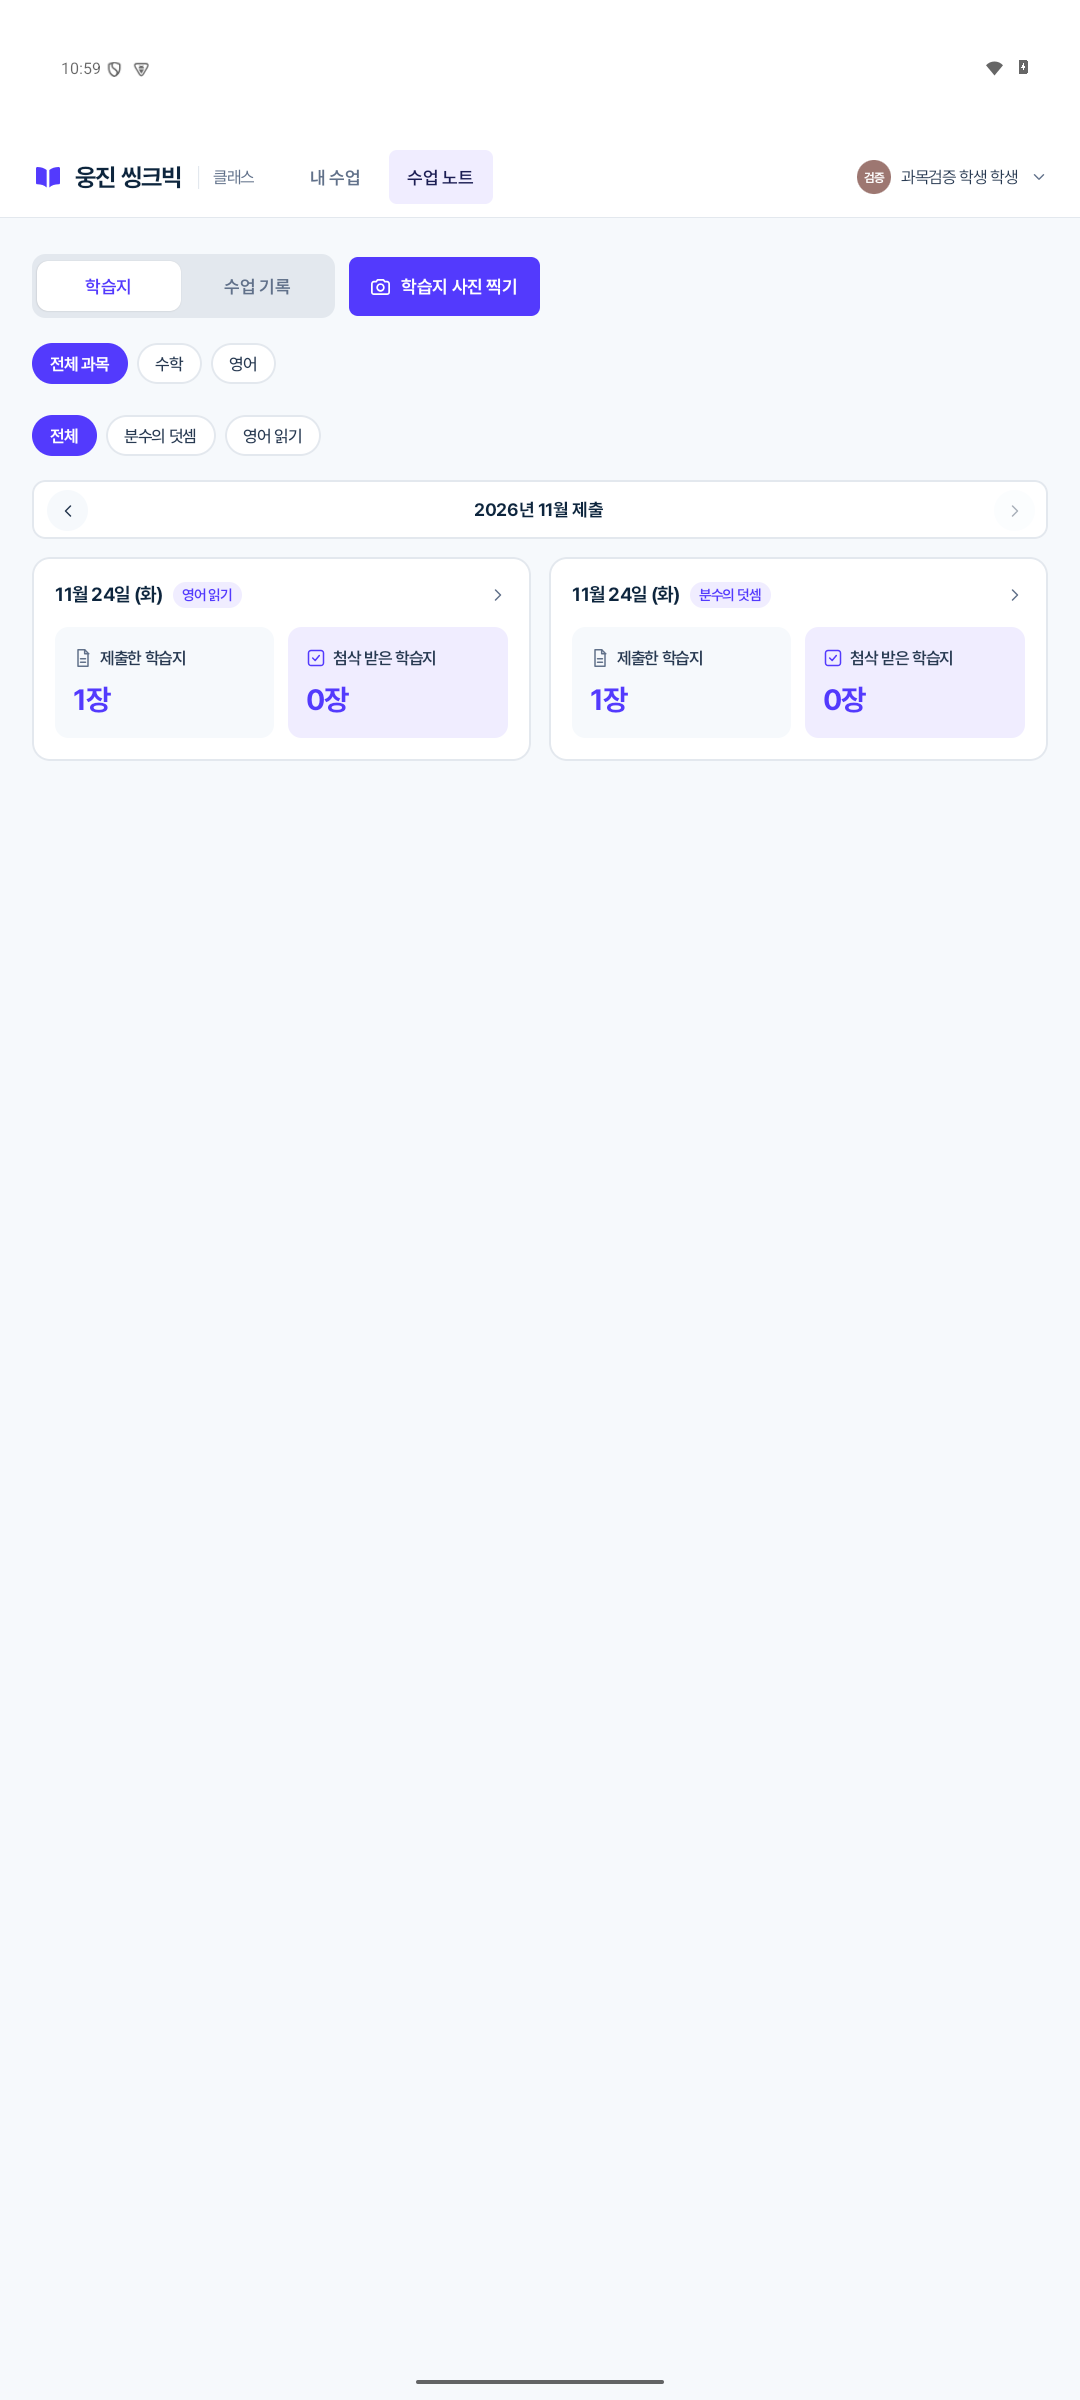 10:59
웅진 씽크빅 클래스 내 수업 수업 노트 검증 과목검증 학생 학생
학습지 수업 기록 학습지 사진 찍기
전체 과목 수학 영어
전체 분수의 덧셈 영어 읽기
2026년 11월 제출
11월 24일 (화) 영어 읽기
제출한 학습지 첨삭 받은 학습지
1장 0장
11월 24일 (화) 분수의 덧셈
제출한 학습지 첨삭 받은 학습지
1장 0장